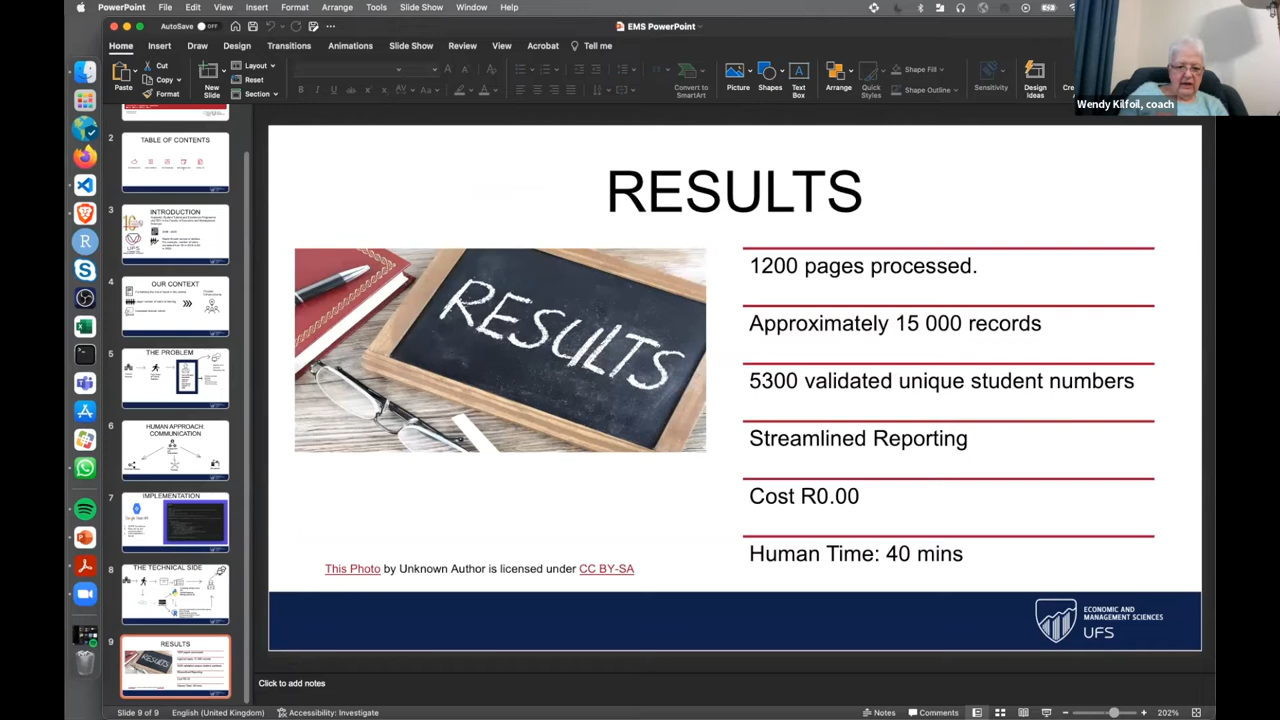 PowerPoint File Edit View Insert Format Arrange Tools Slide Show Window Help
AutoSave OFF
EMS PowerPoint
Home Insert Draw Design Transitions Animations Slide Show Review View Acrobat Tell me
Paste
Cut
Copy
Format
New Slide
Layout
Reset
Section
Convert to SmartArt
Picture
Shapes
Text Box
Arrange
Quick Styles
Shape Fill
Shape Outline
Sensitivity
Design Ideas
Wendy Kilfoil, coach
2
TABLE OF CONTENTS
3
INTRODUCTION
UFS
4
OUR CONTEXT
5
THE PROBLEM
6
HUMAN APPROACH:
COMMUNICATION
7
IMPLEMENTATION
8
THE TECHNICAL SIDE
9
RESULTS
RESULTS
RESULTS
1200 pages processed.
Approximately 15 000 records
5300 validated unique student numbers
Streamlined Reporting
Cost R0.00
Human Time: 40 mins
This Photo by Unknown Author is licensed under CC BY-SA
ECONOMIC AND
MANAGEMENT SCIENCES
UFS
Click to add notes
Slide 9 of 9 English (United Kingdom) Accessibility: Investigate Notes Comments 202%